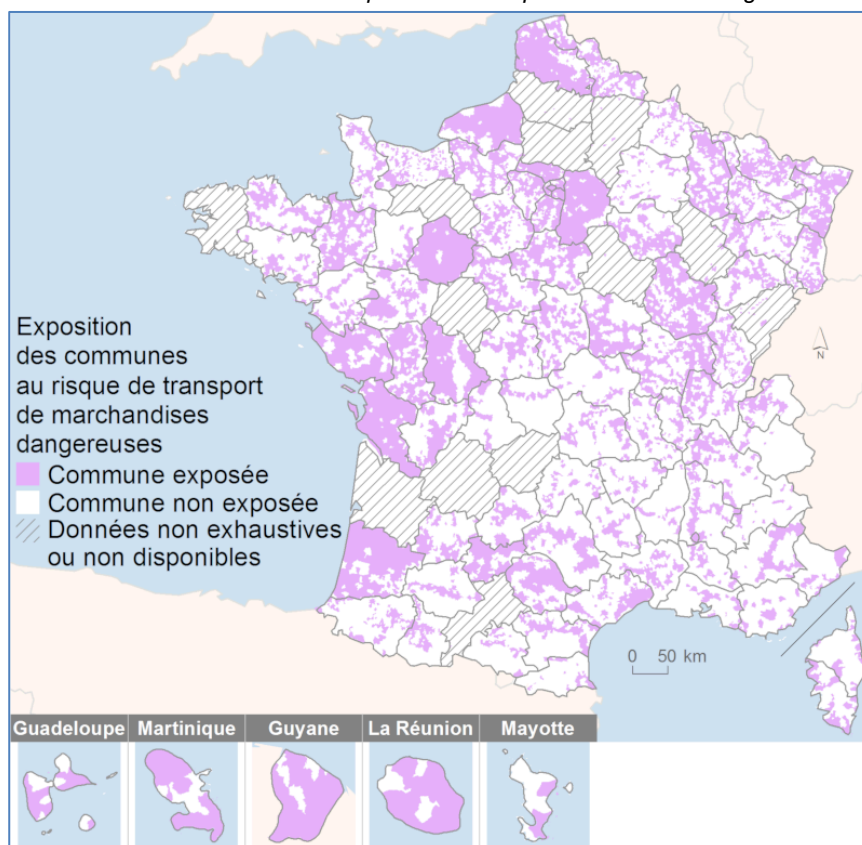 Exposition
des communes
au risque de transport
de marchandises
dangereuses
Commune exposée
Commune non exposée
Données non exhaustives
ou non disponibles
N
0 50 km
Guadeloupe Martinique Guyane La Réunion Mayotte